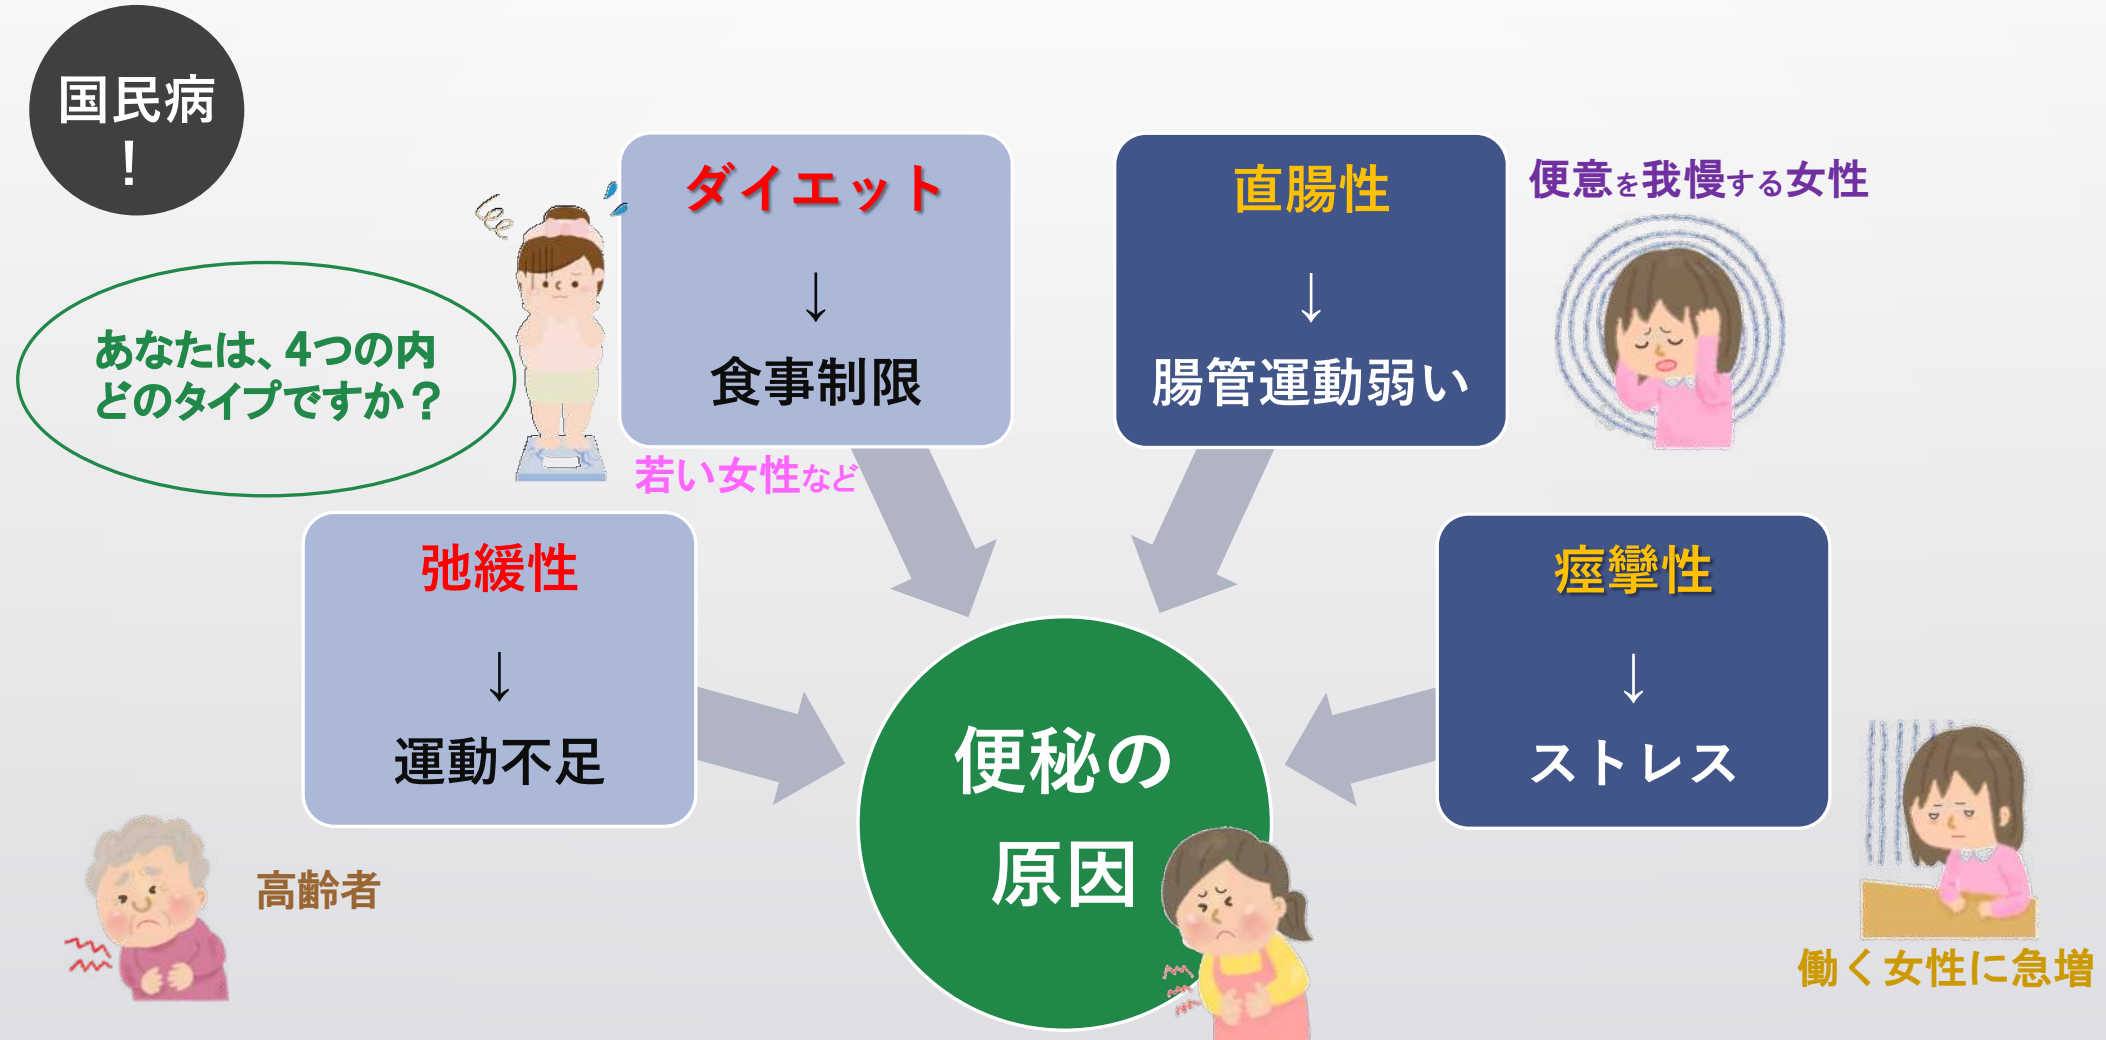 国民病
！
あなたは、4つの内
どのタイプですか？
ダイエット
↓
食事制限
若い女性など
直腸性
↓
腸管運動弱い
便意を我慢する女性
弛緩性
↓
運動不足
高齢者
痙攣性
↓
ストレス
働く女性に急増
便秘の
原因